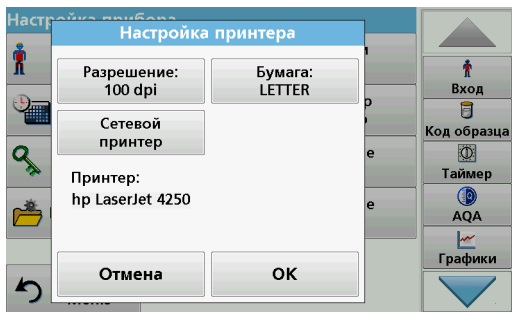 Настройка прибора
Настройка принтера
Разрешение:
100 dpi
Бумага:
LETTER
Сетевой
принтер
Принтер:
hp LaserJet 4250
Отмена
OK
Вход
Код образца
Таймер
AQA
Графики